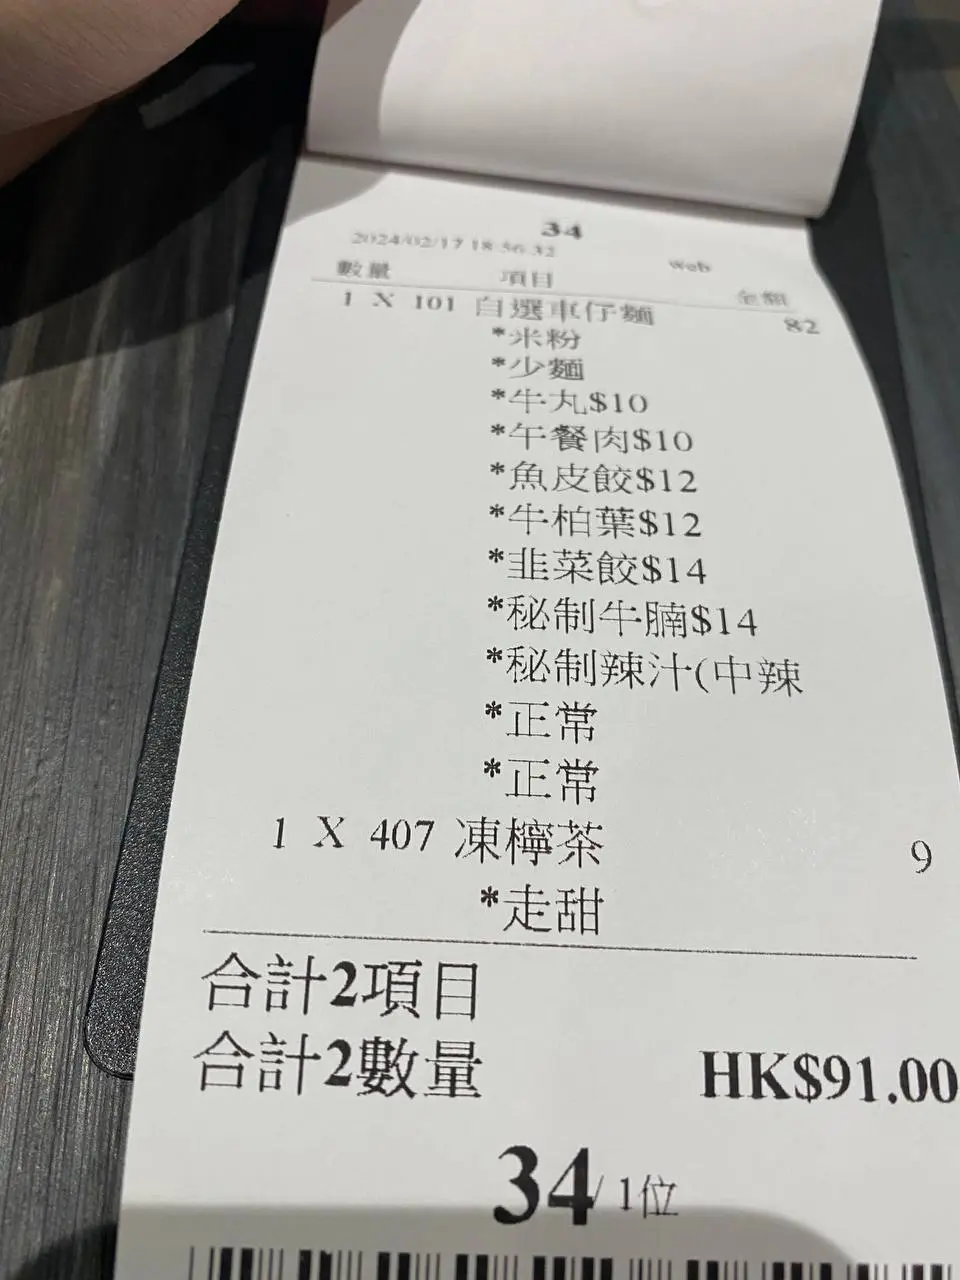 34
2024/02/17 18:56:32 web
數量 項目 金額
1 X 101 自選車仔麵 82
*米粉
*少麵
*牛丸$10
*午餐肉$10
*魚皮餃$12
*牛柏葉$12
*韭菜餃$14
*秘制牛腩$14
*秘制辣汁(中辣
*正常
*正常
1 X 407 凍檸茶 9
*走甜
合計2項目
合計2數量 HK$91.00
34/ 1位